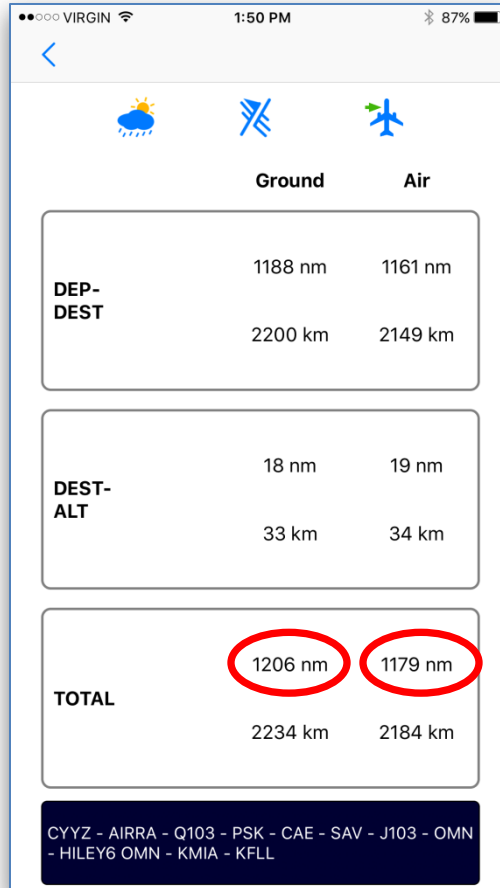 VIRGIN 1:50 PM 87%
Ground Air
1188 nm 1161 nm
DEP-
DEST
2200 km 2149 km
18 nm 19 nm
DEST-
ALT
33 km 34 km
1206 nm 1179 nm
TOTAL
2234 km 2184 km
CYYZ - AIRRA - Q103 - PSK - CAE - SAV - J103 - OMN
- HILEY6 OMN - KMIA - KFLL